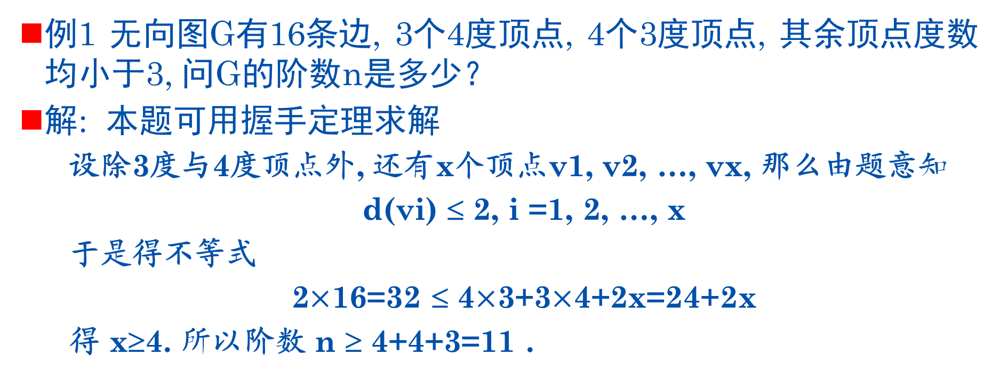 例1 无向图G有16条边, 3个4度顶点, 4个3度顶点, 其余顶点度数
均小于3, 问G的阶数n是多少?
解: 本题可用握手定理求解
设除3度与4度顶点外, 还有x个顶点v1, v2, …, vx, 那么由题意知
d(vi) ≤ 2, i =1, 2, …, x
于是得不等式
2×16=32 ≤ 4×3+3×4+2x=24+2x
得 x≥4. 所以阶数 n ≥ 4+4+3=11 .